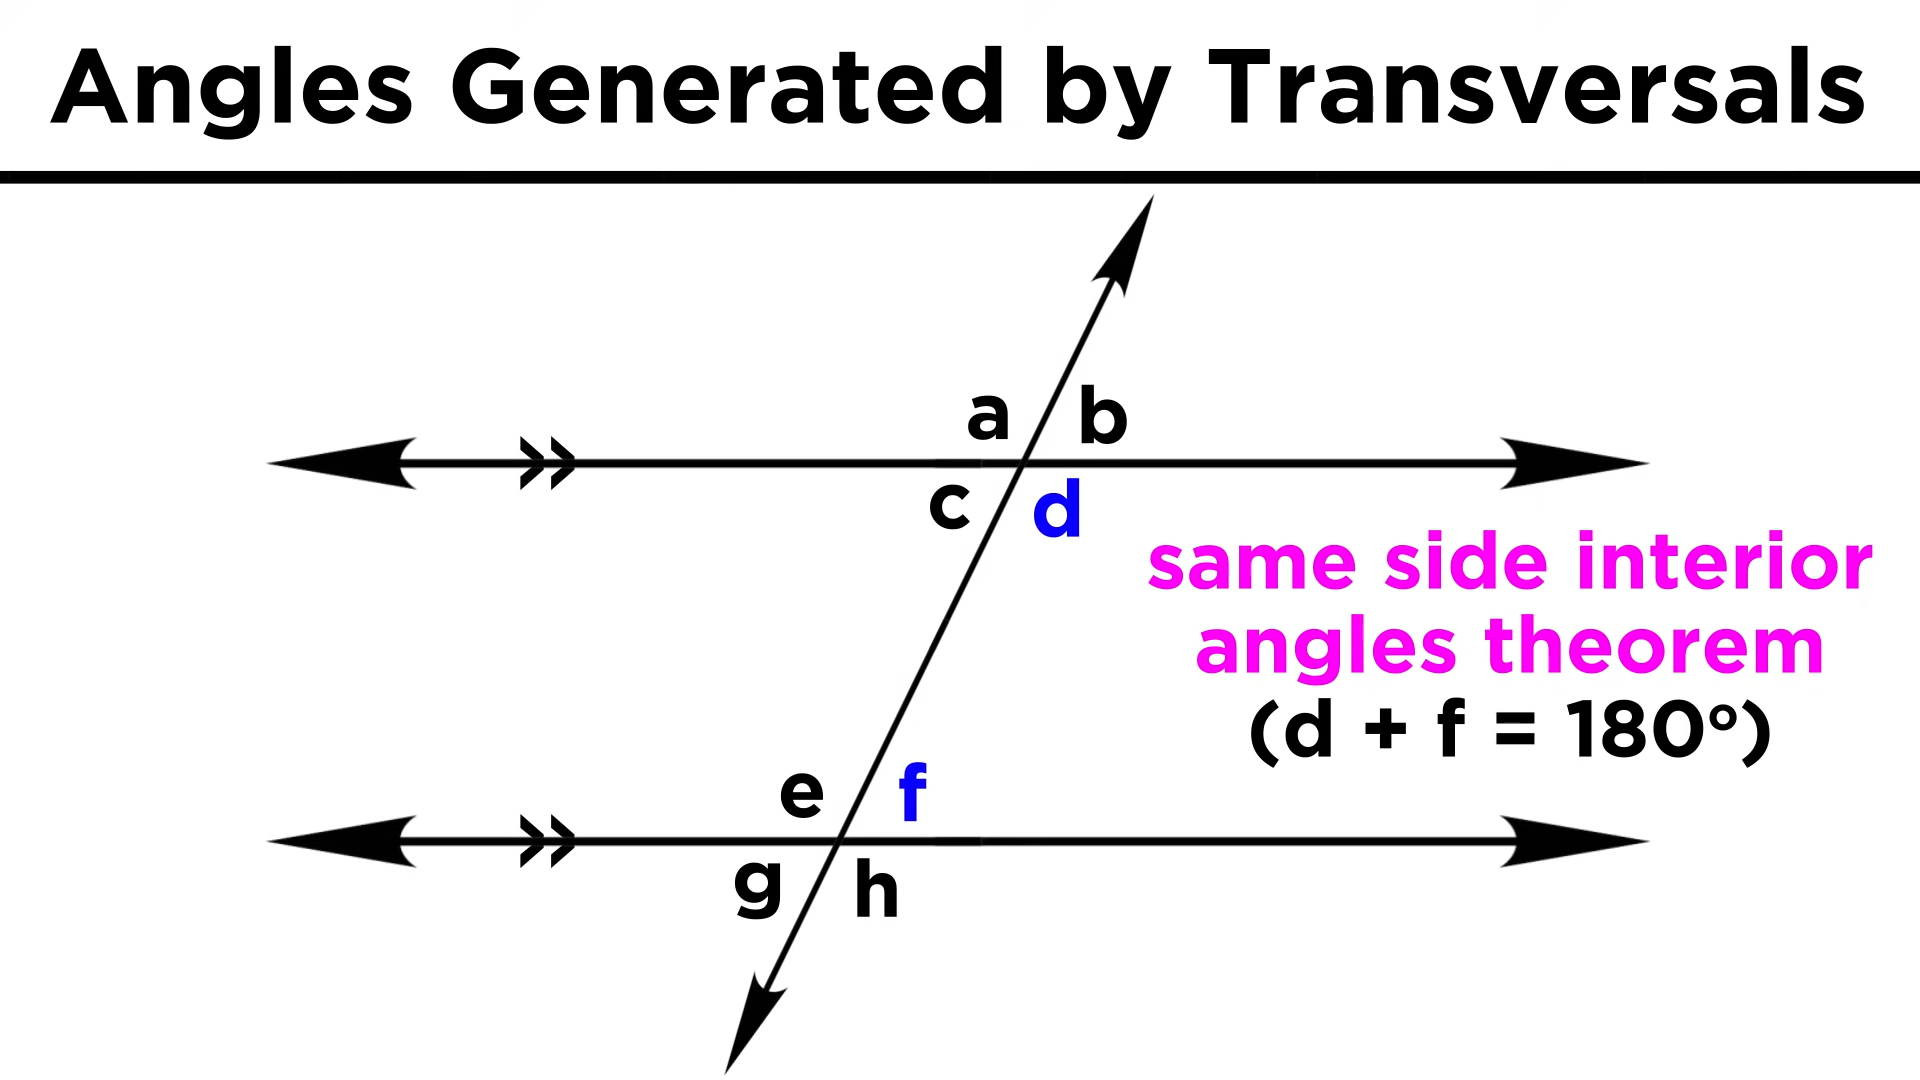 Angles Generated by Transversals
a b
c d
same side interior
angles theorem
(d + f = 180°)
e f
g h